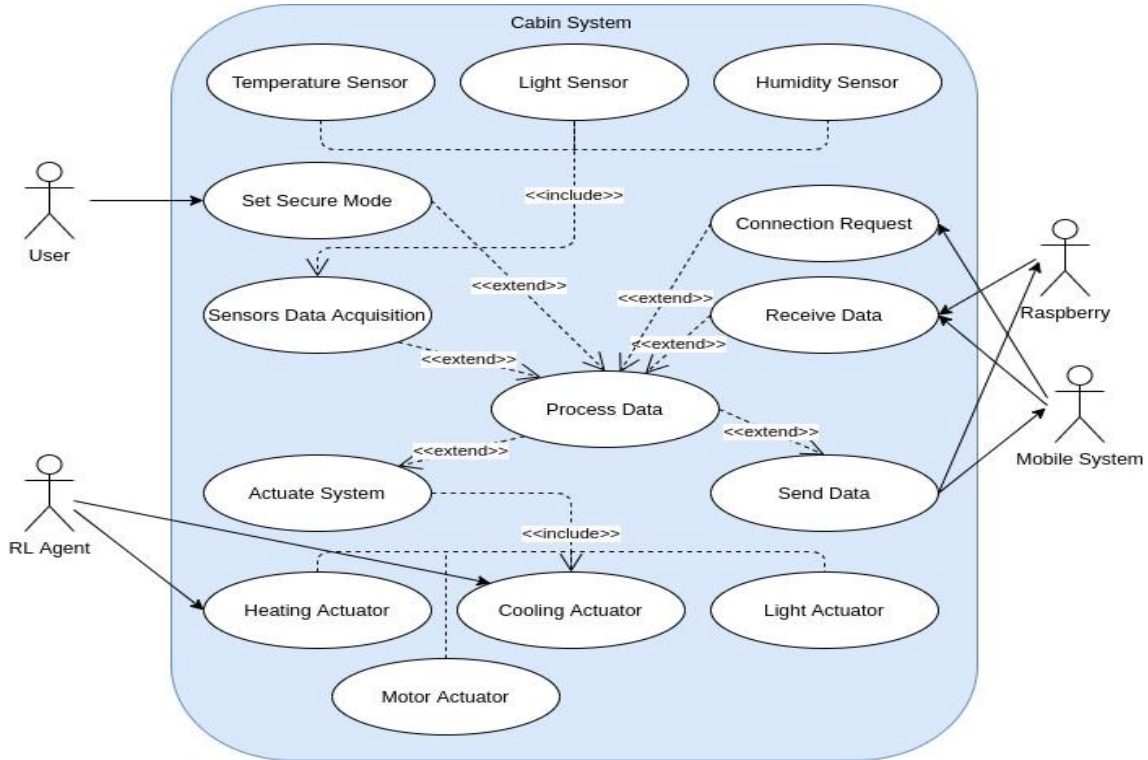 Cabin System
Temperature Sensor
Light Sensor
Humidity Sensor
Set Secure Mode
<<include>>
Connection Request
User
<<extend>>
<<extend>>
Sensors Data Acquisition
Receive Data
Raspberry
<<extend>>
<<extend>>
Process Data
<<extend>>
<<extend>>
Mobile System
Actuate System
Send Data
RL Agent
<<include>>
Heating Actuator
Cooling Actuator
Light Actuator
Motor Actuator